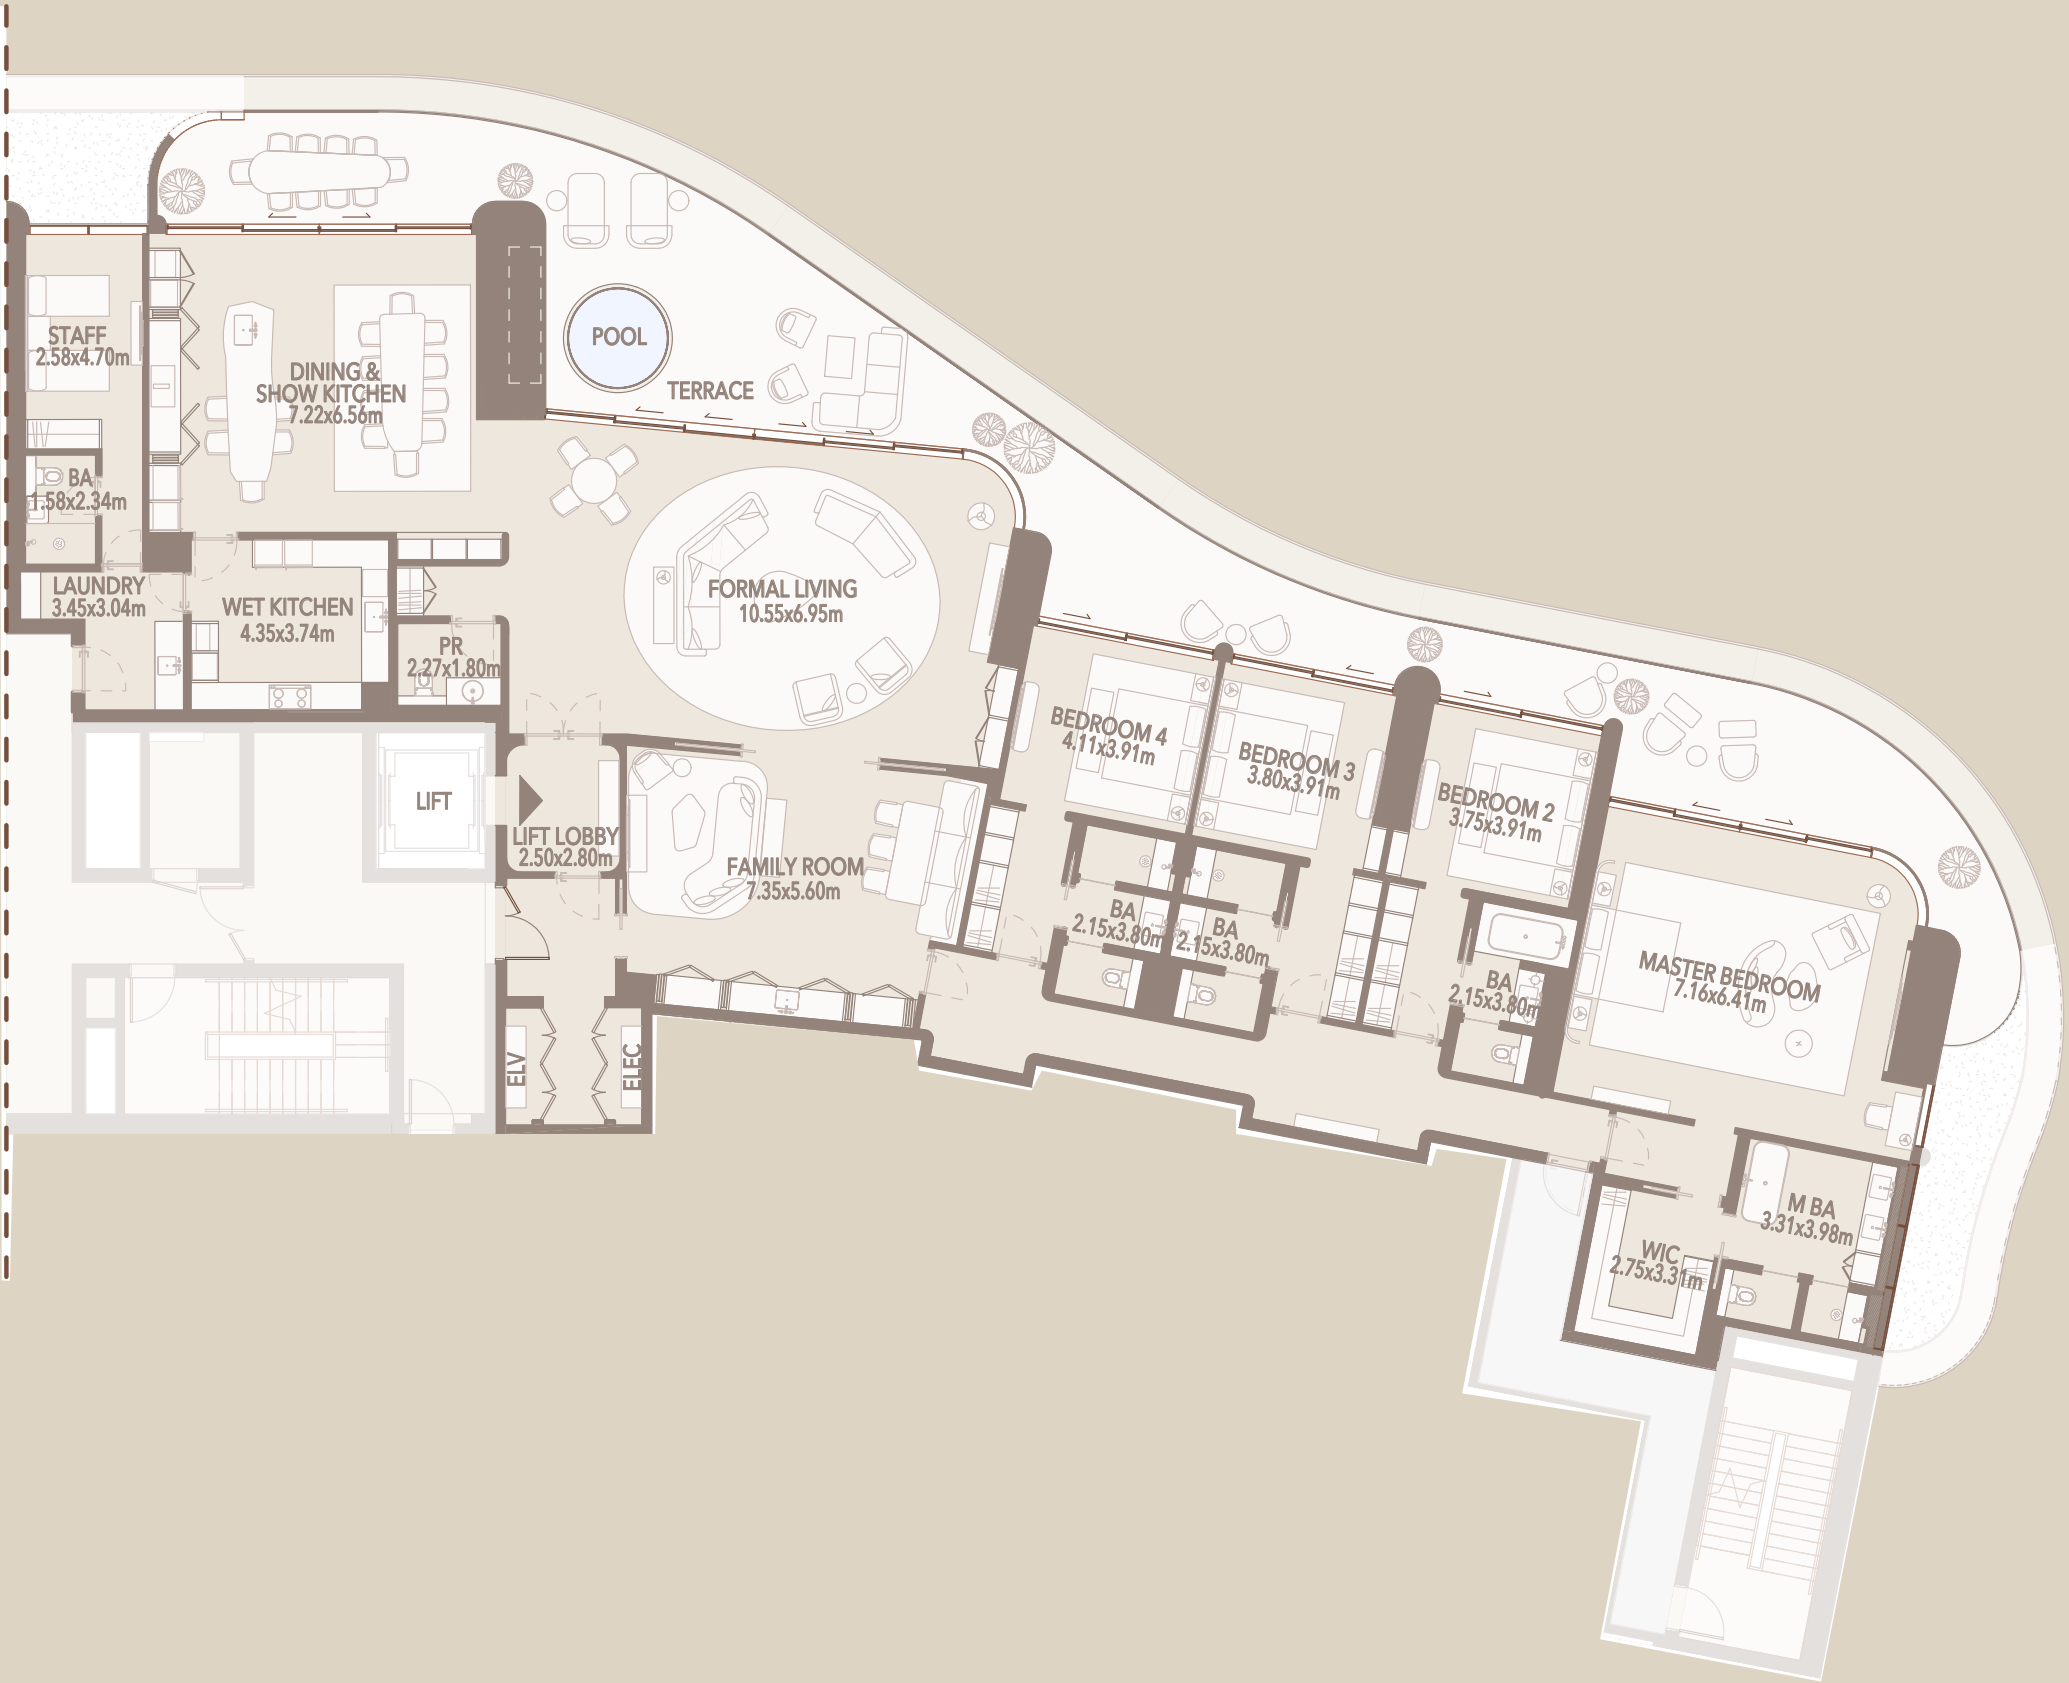 STAFF
2.58x4.70m
DINING &
SHOW KITCHEN
7.22x6.56m
POOL
TERRACE
BA
1.58x2.34m
LAUNDRY
3.45x3.04m
WET KITCHEN
4.35x3.74m
PR
2.27x1.80m
FORMAL LIVING
10.55x6.95m
LIFT
LIFT LOBBY
2.50x2.80m
FAMILY ROOM
7.35x5.60m
ELV
ELEC
BEDROOM 4
4.11x3.91m
BEDROOM 3
3.80x3.91m
BEDROOM 2
3.75x3.91m
BA
2.15x3.80m
BA
2.15x3.80m
BA
2.15x3.80m
MASTER BEDROOM
7.16x6.41m
M BA
3.31x3.98m
WIC
2.75x3.31m